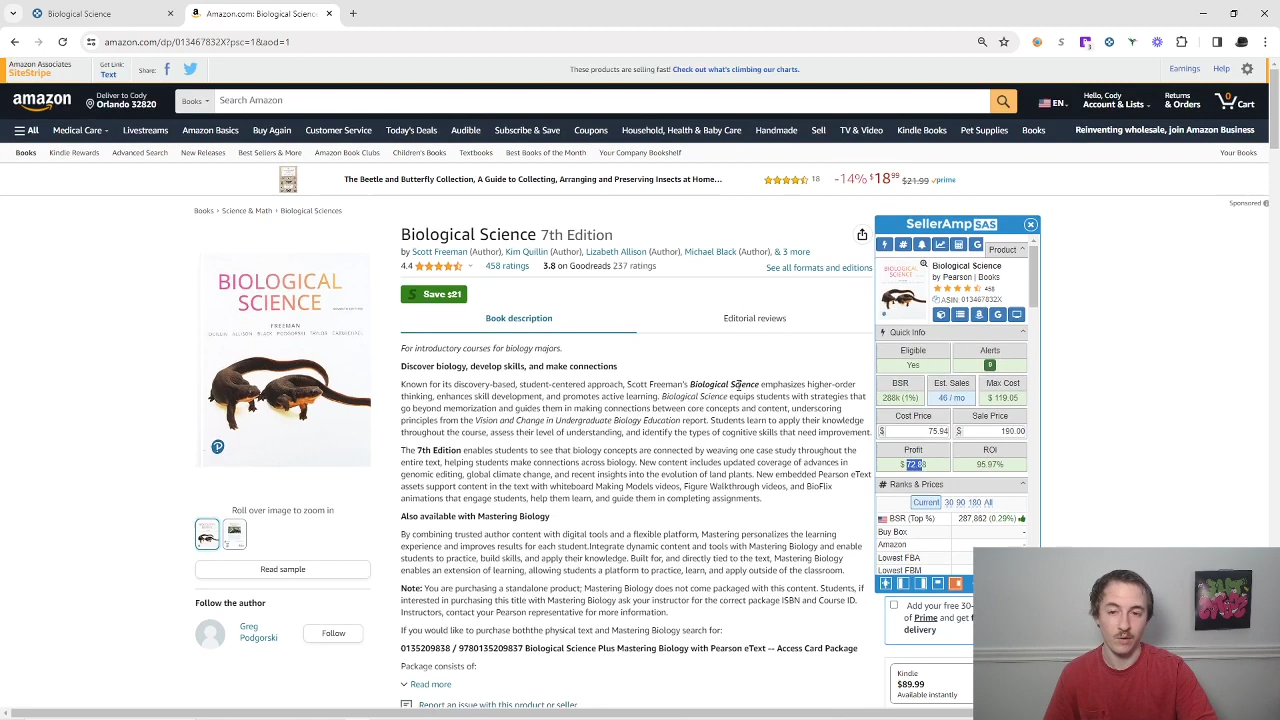 Biological Sciences
Amazon.com: Biological Scienc
amazon.com/dp/013467832X?psc=1&aod=1
Amazon Associates
SiteStripe
Get Link:
Text
Share:
These products are selling fast! Check out what's climbing our charts.
Earnings
Help
amazon
Deliver to Cody
Orlando 32820
Books
Search Amazon
EN
Hello, Cody
Account & Lists
Returns
& Orders
0
Cart
All
Medical Care
Livestreams
Amazon Basics
Buy Again
Customer Service
Today's Deals
Audible
Subscribe & Save
Coupons
Household, Health & Baby Care
Handmade
Sell
TV & Video
Kindle Books
Pet Supplies
Books
Reinventing wholesale, join Amazon Business
Books
Kindle Rewards
Advanced Search
New Releases
Best Sellers & More
Amazon Book Clubs
Children's Books
Textbooks
Best Books of the Month
Your Company Bookshelf
Your Books
The Beetle and Butterfly Collection, A Guide to Collecting, Arranging and Preserving Insects at Home...
18
-14% $18⁹⁹ $21.99 prime
Sponsored
Books › Science & Math › Biological Sciences
BIOLOGICAL
SCIENCE
FREEMAN
Roll over image to zoom in
Read sample
Follow the author
Greg
Podgorski
Follow
Biological Science 7th Edition
by Scott Freeman (Author), Kim Quillin (Author), Lizabeth Allison (Author), Michael Black (Author), & 3 more
4.4
458 ratings
3.8 on Goodreads 237 ratings
See all formats and editions
S Save $21
Book description
Editorial reviews
For introductory courses for biology majors.
Discover biology, develop skills, and make connections
Known for its discovery-based, student-centered approach, Scott Freeman's Biological Science emphasizes higher-order
thinking, enhances skill development, and promotes active learning. Biological Science equips students with strategies that
go beyond memorization and guides them in making connections between core concepts and content, underscoring
principles from the Vision and Change in Undergraduate Biology Education report. Students learn to apply their knowledge
throughout the course, assess their level of understanding, and identify the types of cognitive skills that need improvement.
The 7th Edition enables students to see that biology concepts are connected by weaving one case study throughout the
entire text, helping students make connections across biology. New content includes updated coverage of advances in
genomic editing, global climate change, and recent insights into the evolution of land plants. New embedded Pearson eText
assets support content in the text with whiteboard Making Models videos, Figure Walkthrough videos, and BioFlix
animations that engage students, help them learn, and guide them in completing assignments.
Also available with Mastering Biology
By combining trusted author content with digital tools and a flexible platform, Mastering personalizes the learning
experience and improves results for each student.Integrate dynamic content and tools with Mastering Biology and enable
students to practice, build skills, and apply their knowledge. Built for, and directly tied to the text, Mastering Biology
enables an extension of learning, allowing students a platform to practice, learn, and apply outside of the classroom.
Note: You are purchasing a standalone product; Mastering Biology does not come packaged with this content. Students, if
interested in purchasing this title with Mastering Biology ask your instructor for the correct package ISBN and Course ID.
Instructors, contact your Pearson representative for more information.
If you would like to purchase boththe physical text and Mastering Biology search for:
0135209838 / 9780135209837 Biological Science Plus Mastering Biology with Pearson eText -- Access Card Package
Package consists of:
Read more
Report an issue with this product or seller
SellerAmp SAS
Product
Biological Science
by Pearson | Books
458
ASIN: 013467832X
Quick Info
Eligible
Alerts
Yes
0
BSR
Est. Sales
Max Cost
288k (1%)
46 / mo
$ 119.05
Cost Price
Sale Price
$ 75.94
$ 190.00
Profit
ROI
$ 72.88
95.97%
Ranks & Prices
Current 30 90 180 All
BSR (Top %)
287,862 (0.29%)
Buy Box
-
Amazon
-
Lowest FBA
Lowest FBM
Add your free 30-
of Prime and get f
delivery
Kindle
$89.99
Available instantly